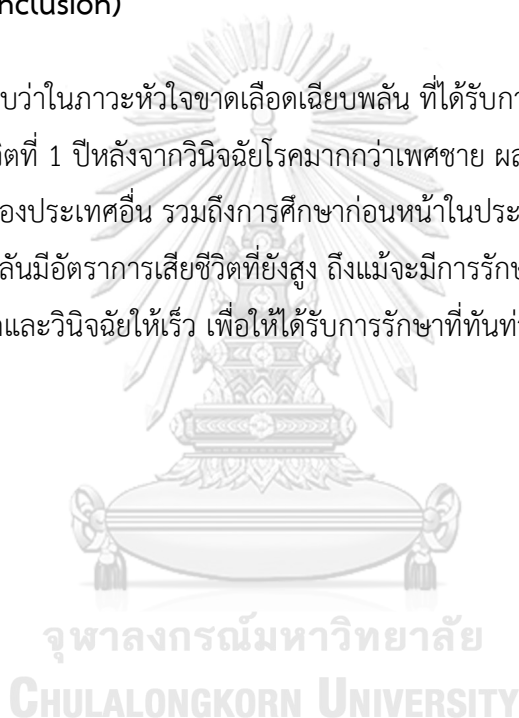 nclusion)
บว่าในภาวะหัวใจขาดเลือดเฉียบพลัน ที่ได้รับกา
ิตที่ 1 ปีหลังจากวินิจฉัยโรคมากกว่าเพศชาย ผล
องประเทศอื่น รวมถึงการศึกษาก่อนหน้าในประ
ลันมีอัตราการเสียชีวิตที่ยังสูง ถึงแม้จะมีการรักษ
และวินิจฉัยให้เร็ว เพื่อให้ได้รับการรักษาที่ทันท่
จุฬาลงกรณ์มหาวิทยาลัย
CHULALONGKORN UNIVERSITY